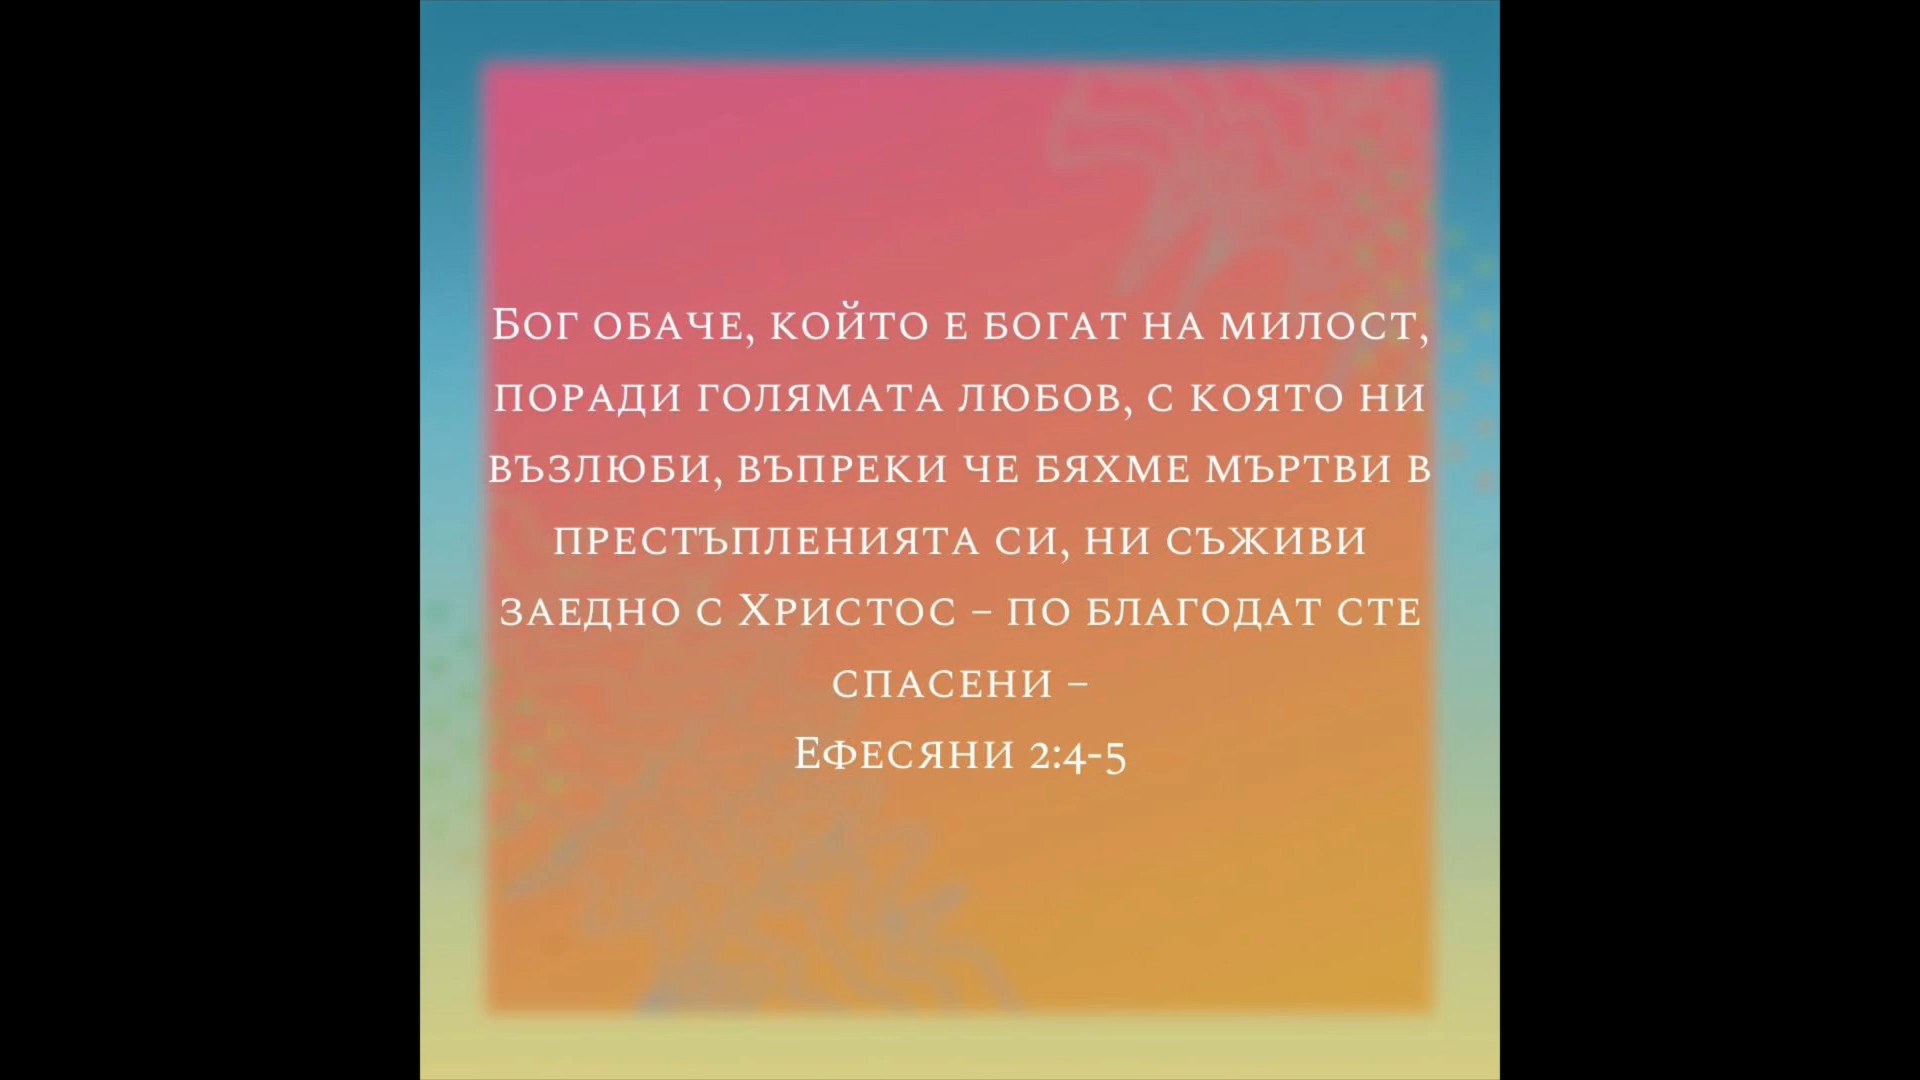 Бог обаче, който е богат на милост,
поради голямата любов, с която ни
възлюби, въпреки че бяхме мъртви в
престъпленията си, ни съживи
заедно с Христос – по благодат сте
спасени –
Ефесяни 2:4-5